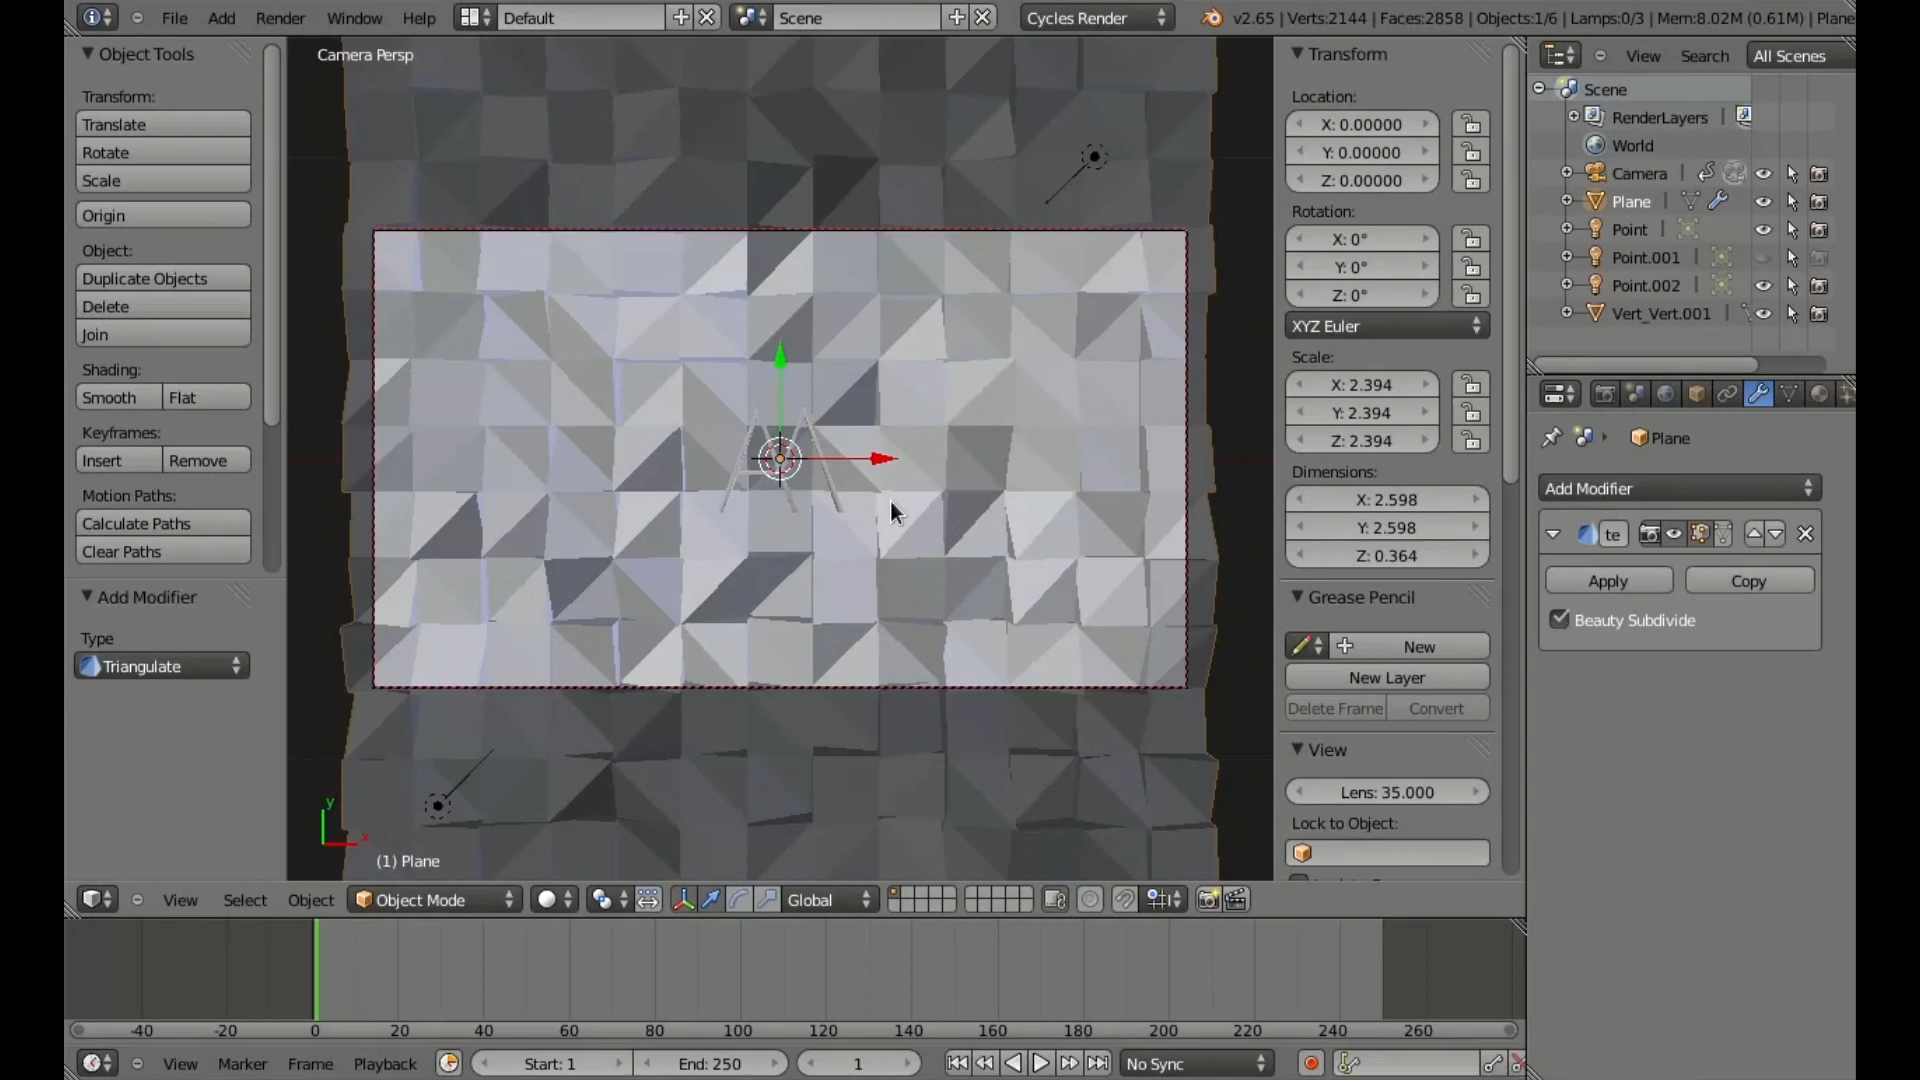 File Add Render Window Help Default Scene Cycles Render v2.65 | Verts:2144 | Faces:2858 | Objects:1/6 | Lamps:0/3 | Mem:8.02M (0.61M) | Plane
Object Tools
Transform:
Translate
Rotate
Scale
Origin
Object:
Duplicate Objects
Delete
Join
Shading:
Smooth Flat
Keyframes:
Insert Remove
Motion Paths:
Calculate Paths
Clear Paths
Add Modifier
Type
Triangulate
Camera Persp
y
x
(1) Plane
Transform
Location:
X: 0.00000
Y: 0.00000
Z: 0.00000
Rotation:
X: 0°
Y: 0°
Z: 0°
XYZ Euler
Scale:
X: 2.394
Y: 2.394
Z: 2.394
Dimensions:
X: 2.598
Y: 2.598
Z: 0.364
Grease Pencil
New
New Layer
Delete Frame Convert
View
Lens: 35.000
Lock to Object:
View Search All Scenes
Scene
RenderLayers
World
Camera
Plane
Point
Point.001
Point.002
Vert_Vert.001
Plane
Add Modifier
te
Apply Copy
Beauty Subdivide
View Select Object Object Mode Global
-40 -20 0 20 40 60 80 100 120 140 160 180 200 220 240 260
View Marker Frame Playback Start: 1 End: 250 1 No Sync